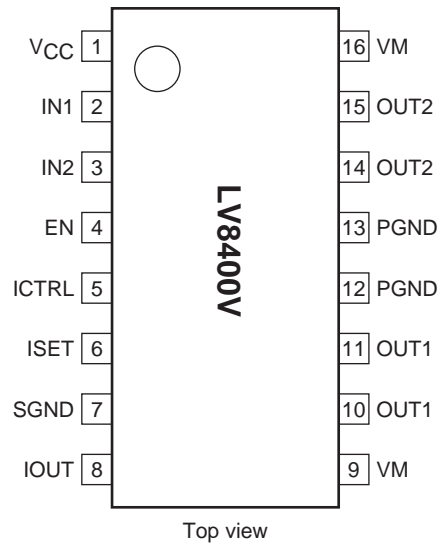 VCC 1
IN1 2
IN2 3
EN 4
ICTRL 5
ISET 6
SGND 7
IOUT 8
LV8400V
16 VM
15 OUT2
14 OUT2
13 PGND
12 PGND
11 OUT1
10 OUT1
9 VM
Top view